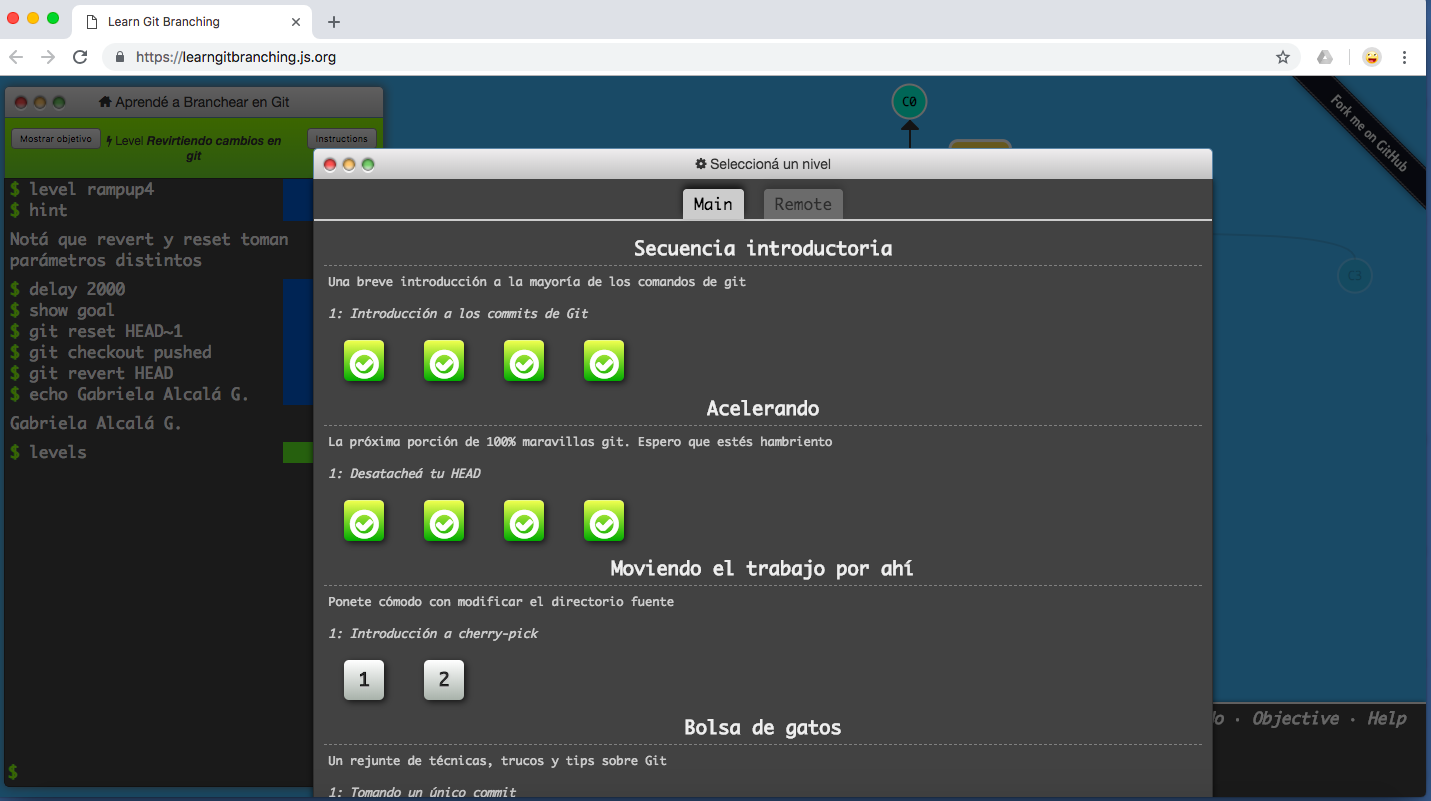 Learn Git Branching
https://learngitbranching.js.org
Aprendé a Branchear en Git
Mostrar objetivo
Level Revirtiendo cambios en
git
Instructions
$ level rampup4
$ hint
Notá que revert y reset toman
parámetros distintos
$ delay 2000
$ show goal
$ git reset HEAD~1
$ git checkout pushed
$ git revert HEAD
$ echo Gabriela Alcalá G.
Gabriela Alcalá G.
$ levels
$
C0
Fork me on GitHub
C3
Seleccioná un nivel
Main
Remote
Secuencia introductoria
Una breve introducción a la mayoría de los comandos de git
1: Introducción a los commits de Git
Acelerando
La próxima porción de 100% maravillas git. Espero que estés hambriento
1: Desatacheá tu HEAD
Moviendo el trabajo por ahí
Ponete cómodo con modificar el directorio fuente
1: Introducción a cherry-pick
1
2
Bolsa de gatos
Un rejunte de técnicas, trucos y tips sobre Git
1: Tomando un único commit
· Objective · Help